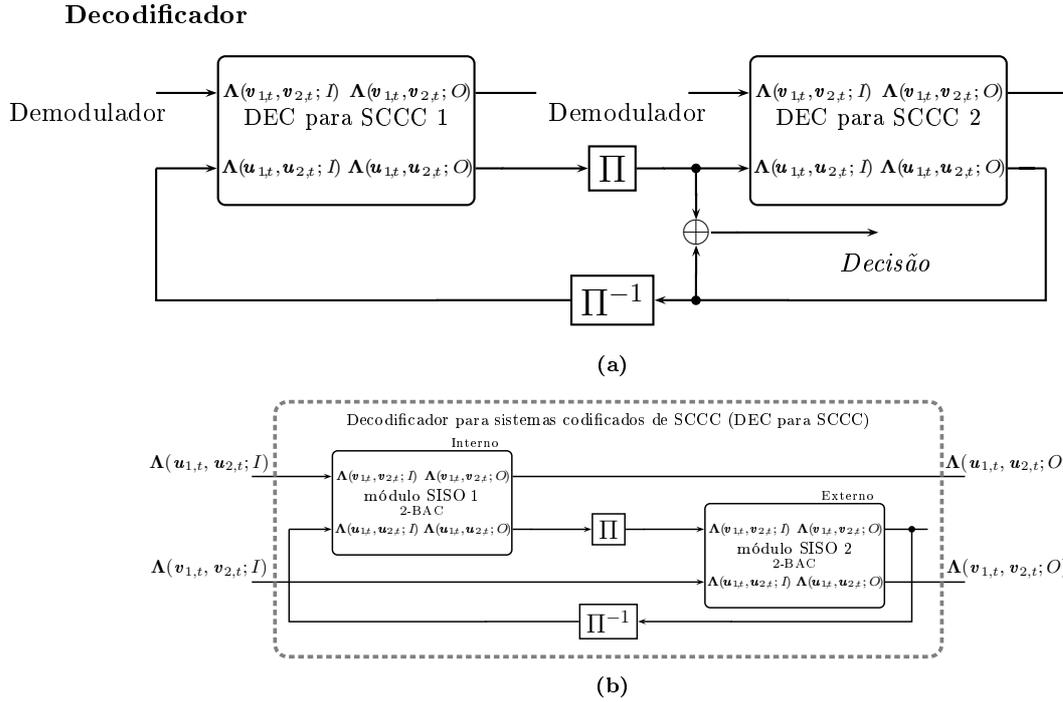 Decodificador
Λ(v1,t, v2,t; I) Λ(v1,t, v2,t; O)
Demodulador
DEC para SCCC 1
Λ(u1,t, u2,t; I) Λ(u1,t, u2,t; O)
∏
Λ(v1,t, v2,t; I) Λ(v1,t, v2,t; O)
Demodulador
DEC para SCCC 2
Λ(u1,t, u2,t; I) Λ(u1,t, u2,t; O)
Decisão
∏−1
(a)
Decodificador para sistemas codificados de SCCC (DEC para SCCC)
Interno
Λ(u1,t, u2,t; I)
Λ(v1,t, v2,t; I) Λ(v1,t, v2,t; O)
módulo SISO 1
2-BAC
Λ(u1,t, u2,t; I) Λ(u1,t, u2,t; O)
Λ(u1,t, u2,t; O
∏
Externo
Λ(v1,t, v2,t; I) Λ(v1,t, v2,t; O)
módulo SISO 2
2-BAC
Λ(u1,t, u2,t; I) Λ(u1,t, u2,t; O)
Λ(v1,t, v2,t; I)
Λ(v1,t, v2,t; O)
∏−1
(b)